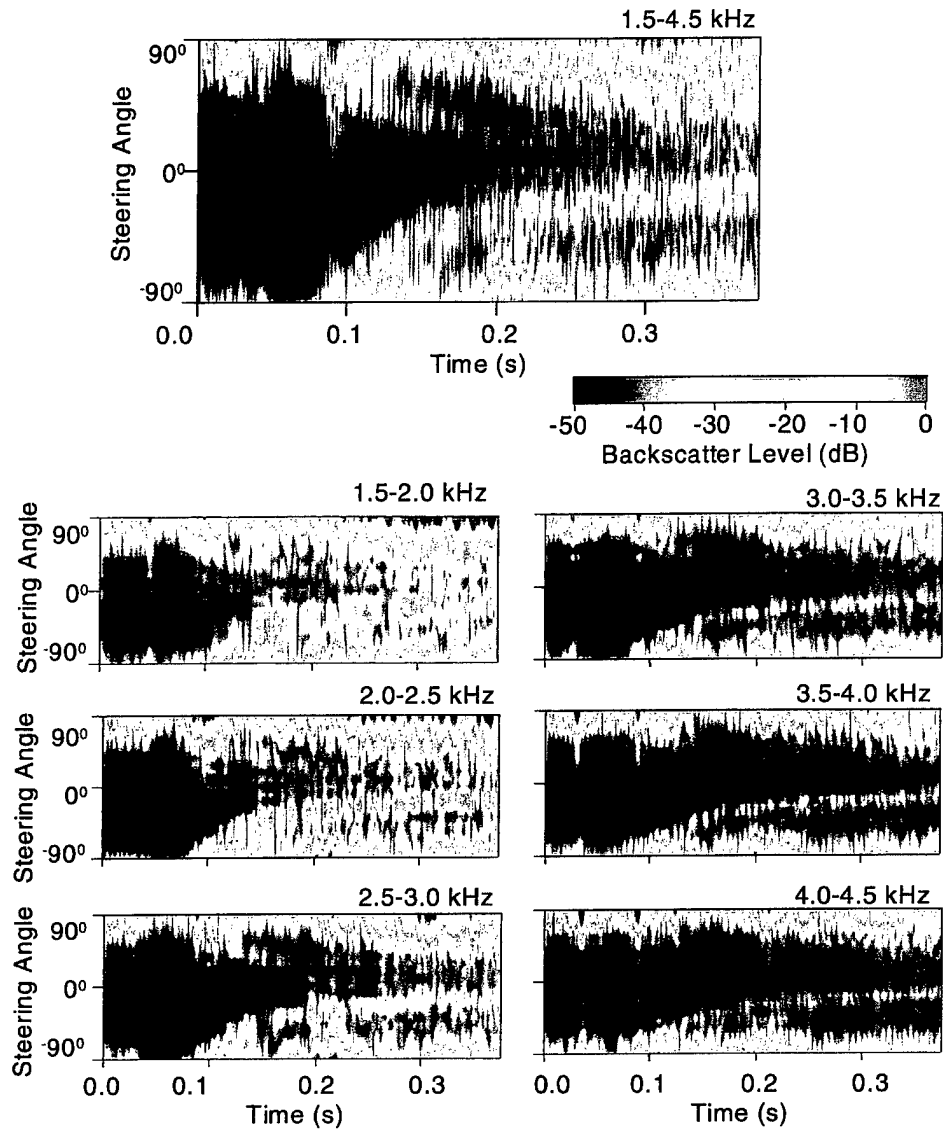 1.5-4.5 kHz
90⁰
Steering Angle
0⁰
-90⁰
0.0 0.1 0.2 0.3
Time (s)
-50 -40 -30 -20 -10 0
Backscatter Level (dB)
1.5-2.0 kHz
90⁰
Steering Angle
0⁰
-90⁰
3.0-3.5 kHz
2.0-2.5 kHz
90⁰
Steering Angle
0⁰
-90⁰
3.5-4.0 kHz
2.5-3.0 kHz
90⁰
Steering Angle
0⁰
-90⁰
0.0 0.1 0.2 0.3
Time (s)
4.0-4.5 kHz
0.0 0.1 0.2 0.3
Time (s)